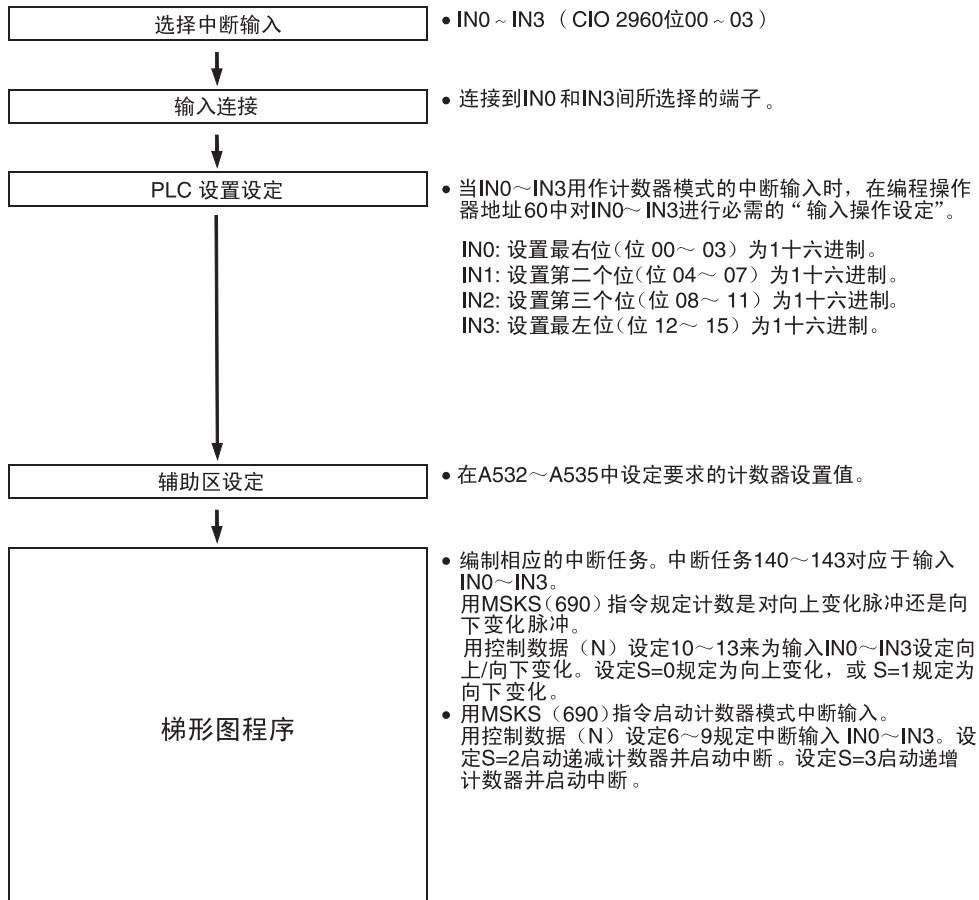 选择中断输入
• IN0～IN3 （ CIO 2960位00～03 ）
输入连接
• 连接到IN0 和IN3间所选择的端子 。
PLC 设置设定
• 当IN0～IN3用作计数器模式的中断输入时，在编程操作
器地址60中对IN0～ IN3进行必需的“ 输入操作设定”。
IN0: 设置最右位（位 00～ 03）为1十六进制。
IN1: 设置第二个位（位 04～ 07）为1十六进制。
IN2: 设置第三个位（位 08～ 11）为1十六进制。
IN3: 设置最左位（位 12～ 15）为1十六进制。
辅助区设定
• 在A532～A535中设定要求的计数器设置值。
梯形图程序
• 编制相应的中断任务。中断任务140～143对应于输入
IN0～IN3。
用MSKS（690）指令规定计数是对向上变化脉冲还是向
下变化脉冲。
用控制数据（N）设定10～13来为输入IN0～IN3设定向
上/向下变化。设定S=0规定为向上变化，或 S=1规定为
向下变化。
• 用MSKS（690）指令启动计数器模式中断输入。
用控制数据（N）设定6～9规定中断输入 IN0～IN3。设
定S=2启动递减计数器并启动中断。设定S=3启动递增
计数器并启动中断。